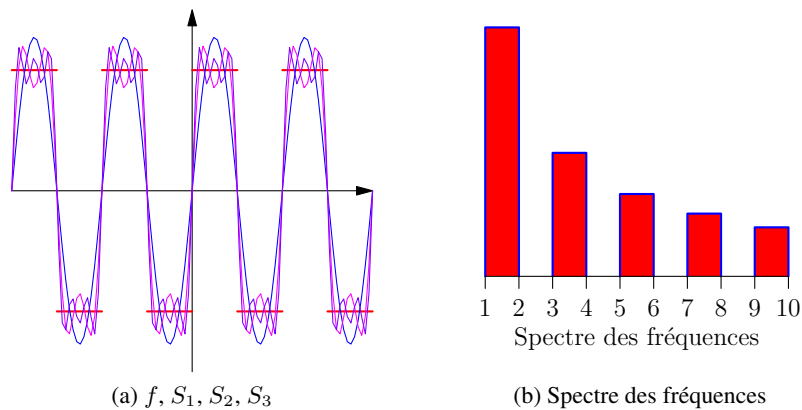 1 2 3 4 5 6 7 8 9 10
Spectre des fréquences
(a) f, S₁, S₂, S₃
(b) Spectre des fréquences